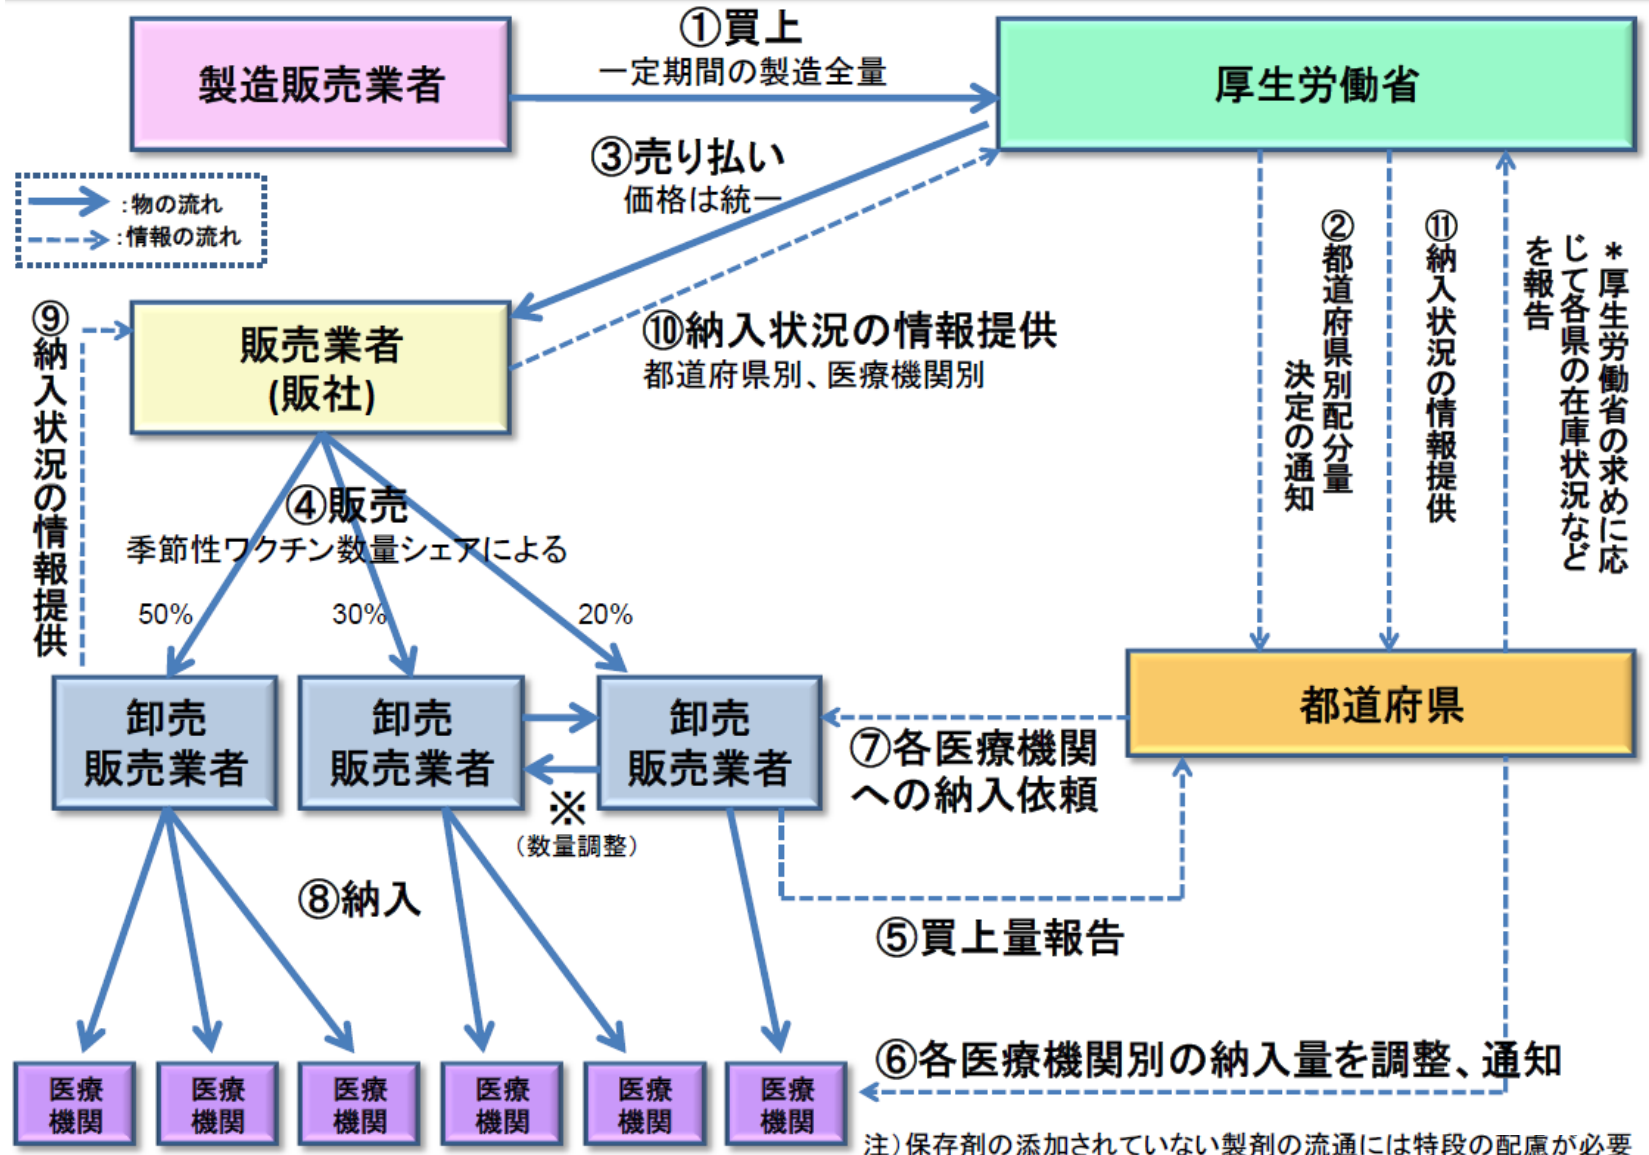 製造販売業者
①買上
一定期間の製造全量
厚生労働省
③売り払い
価格は統一
:物の流れ
:情報の流れ
②都道府県別配分量
決定の通知
⑪納入状況の情報提供
＊厚生労働省の求めに応
じて各県の在庫状況など
を報告
⑨納入状況の情報提供
販売業者
(販社)
⑩納入状況の情報提供
都道府県別、医療機関別
④販売
季節性ワクチン数量シェアによる
50%
30%
20%
卸売
販売業者
卸売
販売業者
卸売
販売業者
都道府県
※
（数量調整）
⑦各医療機関
への納入依頼
⑧納入
⑤買上量報告
⑥各医療機関別の納入量を調整、通知
医療
機関
医療
機関
医療
機関
医療
機関
医療
機関
医療
機関
注）保存剤の添加されていない製剤の流通には特段の配慮が必要